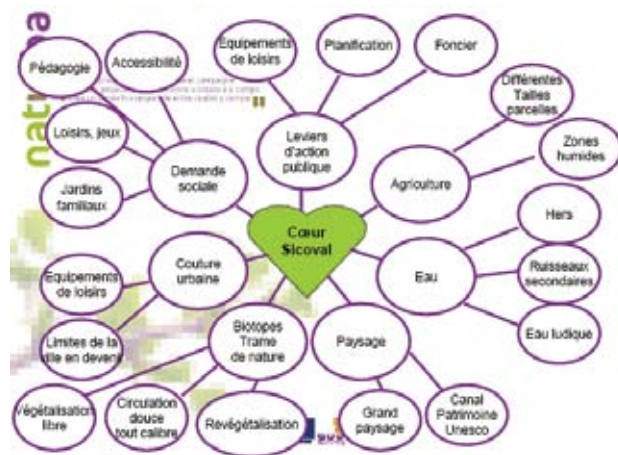 Pédagogie
Accessibilité
Equipements
de loisirs
Planification
Foncier
Différentes
Tailles
parcelles
Loisirs, jeux
Demande
sociale
Leviers
d'action
publique
Agriculture
Zones
humides
Jardins
familiaux
Cœur
Sicoval
Hers
Couture
urbaine
Eau
Equipements
de loisirs
Ruisseaux
secondaires
Limites de la
ville en devenir
Biotopes
Trame
de nature
Paysage
Eau ludique
Végétalisation
libre
Circulation
douce
tout calibre
Revégétalisation
Grand
paysage
Canal
Patrimoine
Unesco